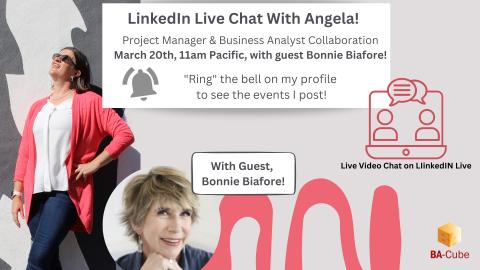 LinkedIn Live Chat With Angela!
Project Manager & Business Analyst Collaboration
March 20th, 11am Pacific, with guest Bonnie Biafore!
"Ring" the bell on my profile
to see the events I post!
Live Video Chat on LlinkedIN Live
With Guest,
Bonnie Biafore!
BA-Cube